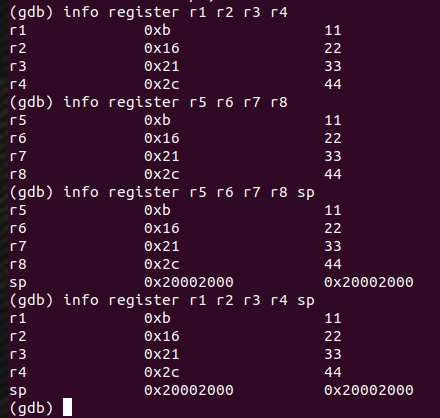 (gdb) info register r1 r2 r3 r4
r1 0xb 11
r2 0x16 22
r3 0x21 33
r4 0x2c 44
(gdb) info register r5 r6 r7 r8
r5 0xb 11
r6 0x16 22
r7 0x21 33
r8 0x2c 44
(gdb) info register r5 r6 r7 r8 sp
r5 0xb 11
r6 0x16 22
r7 0x21 33
r8 0x2c 44
sp 0x20002000 0x20002000
(gdb) info register r1 r2 r3 r4 sp
r1 0xb 11
r2 0x16 22
r3 0x21 33
r4 0x2c 44
sp 0x20002000 0x20002000
(gdb)